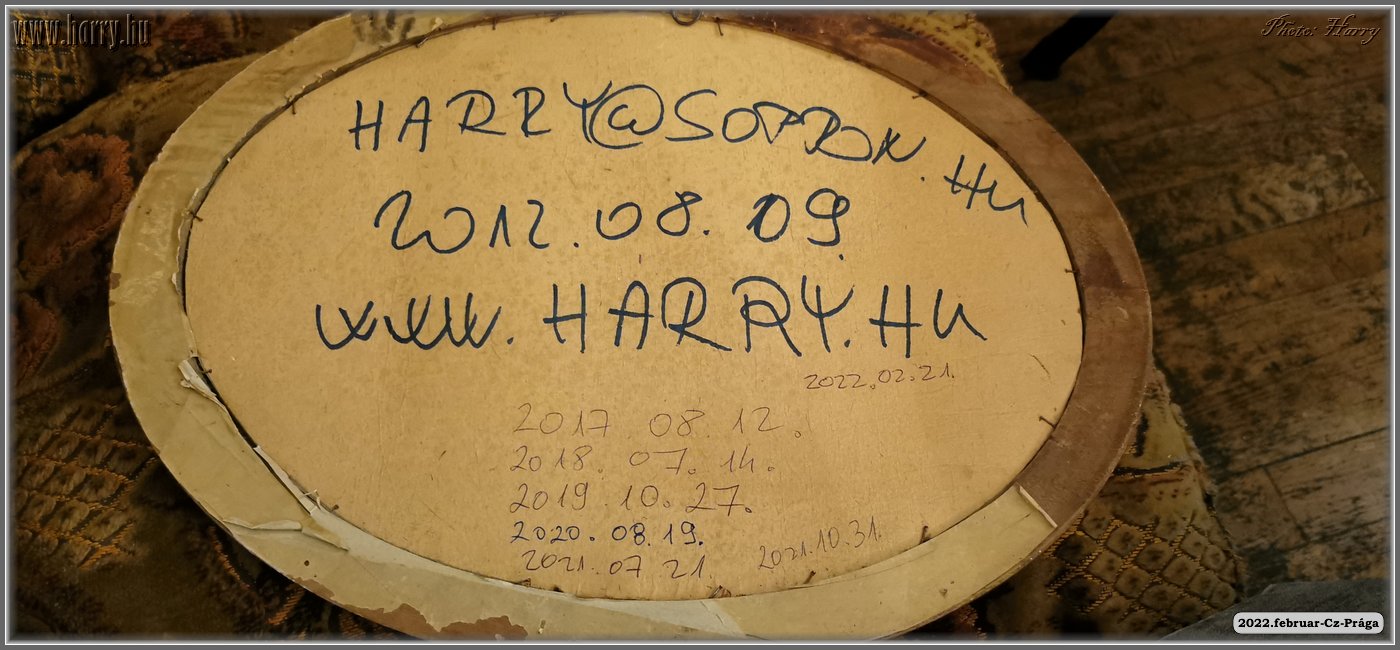 www.harry.hu
Photo: Harry
HARRY@SOPRON.HU
2012.08.09.
WWW.HARRY.HU
2022.02.21.
2017.08.12.
2018.07.14.
2019.10.27.
2020.08.19.
2021.07.21.
2021.10.31.
2022.február-Cz-Prága